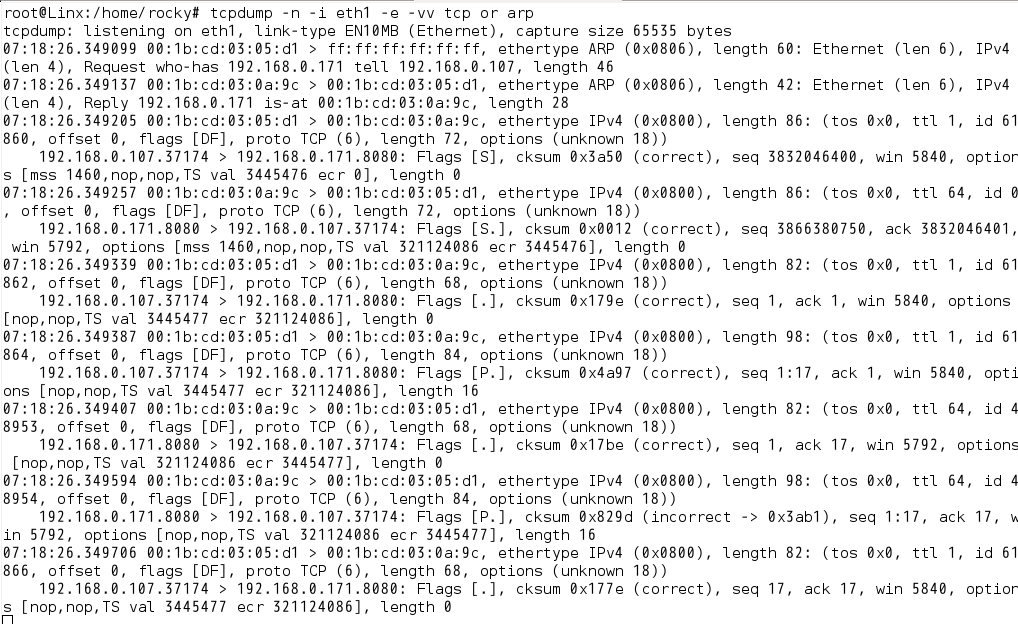 root@Linx:/home/rocky# tcpdump -n -i eth1 -e -vv tcp or arp
tcpdump: listening on eth1, link-type EN10MB (Ethernet), capture size 65535 bytes
07:18:26.349099 00:1b:cd:03:05:d1 > ff:ff:ff:ff:ff:ff, ethertype ARP (0x0806), length 60: Ethernet (len 6), IPv4
(len 4), Request who-has 192.168.0.171 tell 192.168.0.107, length 46
07:18:26.349137 00:1b:cd:03:0a:9c > 00:1b:cd:03:05:d1, ethertype ARP (0x0806), length 42: Ethernet (len 6), IPv4
(len 4), Reply 192.168.0.171 is-at 00:1b:cd:03:0a:9c, length 28
07:18:26.349205 00:1b:cd:03:05:d1 > 00:1b:cd:03:0a:9c, ethertype IPv4 (0x0800), length 86: (tos 0x0, ttl 1, id 61
860, offset 0, flags [DF], proto TCP (6), length 72, options (unknown 18))
192.168.0.107.37174 > 192.168.0.171.8080: Flags [S], cksum 0x3a50 (correct), seq 3832046400, win 5840, option
s [mss 1460,nop,nop,TS val 3445476 ecr 0], length 0
07:18:26.349257 00:1b:cd:03:0a:9c > 00:1b:cd:03:05:d1, ethertype IPv4 (0x0800), length 86: (tos 0x0, ttl 64, id 0
, offset 0, flags [DF], proto TCP (6), length 72, options (unknown 18))
192.168.0.171.8080 > 192.168.0.107.37174: Flags [S.], cksum 0x0012 (correct), seq 3866380750, ack 3832046401,
win 5792, options [mss 1460,nop,nop,TS val 321124086 ecr 3445476], length 0
07:18:26.349339 00:1b:cd:03:05:d1 > 00:1b:cd:03:0a:9c, ethertype IPv4 (0x0800), length 82: (tos 0x0, ttl 1, id 61
862, offset 0, flags [DF], proto TCP (6), length 68, options (unknown 18))
192.168.0.107.37174 > 192.168.0.171.8080: Flags [.], cksum 0x179e (correct), seq 1, ack 1, win 5840, options
[nop,nop,TS val 3445477 ecr 321124086], length 0
07:18:26.349387 00:1b:cd:03:05:d1 > 00:1b:cd:03:0a:9c, ethertype IPv4 (0x0800), length 98: (tos 0x0, ttl 1, id 61
864, offset 0, flags [DF], proto TCP (6), length 84, options (unknown 18))
192.168.0.107.37174 > 192.168.0.171.8080: Flags [P.], cksum 0x4a97 (correct), seq 1:17, ack 1, win 5840, opti
ons [nop,nop,TS val 3445477 ecr 321124086], length 16
07:18:26.349407 00:1b:cd:03:0a:9c > 00:1b:cd:03:05:d1, ethertype IPv4 (0x0800), length 82: (tos 0x0, ttl 64, id 4
8953, offset 0, flags [DF], proto TCP (6), length 68, options (unknown 18))
192.168.0.171.8080 > 192.168.0.107.37174: Flags [.], cksum 0x17be (correct), seq 1, ack 17, win 5792, options
[nop,nop,TS val 321124086 ecr 3445477], length 0
07:18:26.349594 00:1b:cd:03:0a:9c > 00:1b:cd:03:05:d1, ethertype IPv4 (0x0800), length 98: (tos 0x0, ttl 64, id 4
8954, offset 0, flags [DF], proto TCP (6), length 84, options (unknown 18))
192.168.0.171.8080 > 192.168.0.107.37174: Flags [P.], cksum 0x829d (incorrect -> 0x3ab1), seq 1:17, ack 17, w
in 5792, options [nop,nop,TS val 321124086 ecr 3445477], length 16
07:18:26.349706 00:1b:cd:03:05:d1 > 00:1b:cd:03:0a:9c, ethertype IPv4 (0x0800), length 82: (tos 0x0, ttl 1, id 61
866, offset 0, flags [DF], proto TCP (6), length 68, options (unknown 18))
192.168.0.107.37174 > 192.168.0.171.8080: Flags [.], cksum 0x177e (correct), seq 17, ack 17, win 5840, option
s [nop,nop,TS val 3445477 ecr 321124086], length 0